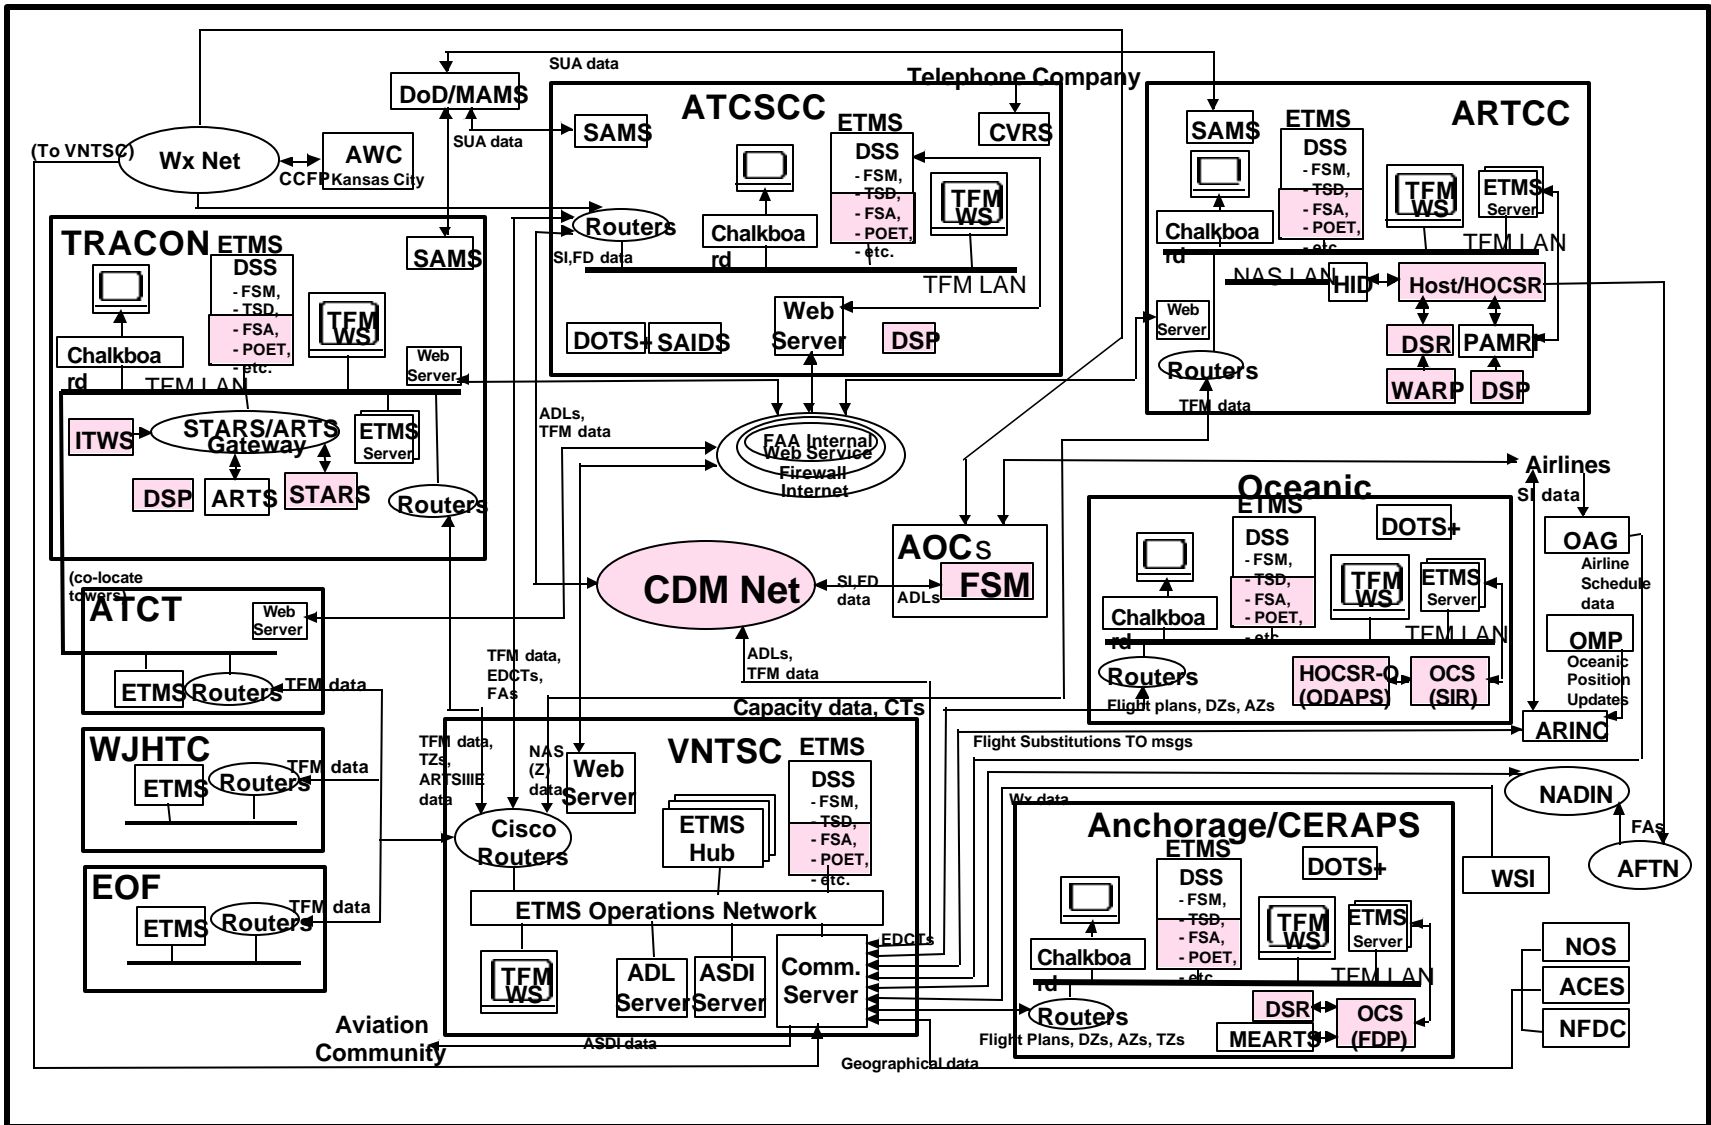 SUA data
Telephone Company
DoD/MAMS
SUA data
(To VNTSC)
Wx Net
CCFP
AWC
Kansas City
ATCSCC
SAMS
ETMS
DSS
- FSM,
- TSD,
- FSA,
- POET,
- etc.
CVRS
TFM
WS
Routers
Chalkboa
rd
SI,FD data
TFM LAN
DOTS+
SAIDS
Web
Server
DSP
ARTCC
SAMS
ETMS
DSS
- FSM,
- TSD,
- FSA,
- POET,
- etc.
TFM
WS
ETMS
Server
Chalkboa
rd
TFM LAN
NAS LAN
HID
Host/HOCSR
Web
Server
DSR
PAMRI
Routers
WARP
DSP
TFM data
TRACON
ETMS
SAMS
DSS
- FSM,
- TSD,
- FSA,
- POET,
- etc.
TFM
WS
Chalkboa
rd
Web
Server
TFM LAN
ITWS
STARS/ARTS
Gateway
ETMS
Server
DSP
ARTS
STARS
Routers
(co-locate
towers)
ADLs,
TFM data
FAA Internal
Web Service
Firewall
Internet
Airlines
SI data
OAG
Airline
Schedule
data
OMP
Oceanic
Position
Updates
ARINC
AOCs
FSM
CDM Net
SI,FD
data
ADLs
Oceanic
ETMS
DOTS+
DSS
- FSM,
- TSD,
- FSA,
- POET,
- etc.
TFM
WS
ETMS
Server
Chalkboa
rd
TFM LAN
Routers
HOCSR-O
(ODAPS)
OCS
(SIR)
Flight plans, DZs, AZs
ATCT
Web
Server
ETMS
Routers
TFM data
TFM data,
EDCTs,
FAs
ADLs,
TFM data
Capacity data, CTs
WJHTC
ETMS
Routers
TFM data
EOF
ETMS
Routers
TFM data
TFM data,
TZs,
ARTSIIIE
data
NAS
(Z)
data
Web
Server
VNTSC
ETMS
DSS
- FSM,
- TSD,
- FSA,
- POET,
- etc.
Cisco
Routers
ETMS
Hub
ETMS Operations Network
TFM
WS
ADL
Server
ASDI
Server
Comm.
Server
EDCTs
Flight Substitutions TO msgs
Wx data
NADIN
FAs
AFTN
WSI
Anchorage/CERAPS
ETMS
DOTS+
DSS
- FSM,
- TSD,
- FSA,
- POET,
- etc.
TFM
WS
ETMS
Server
Chalkboa
rd
TFM LAN
Routers
DSR
MEARTS
OCS
(FDP)
Flight Plans, DZs, AZs, TZs
NOS
ACES
NFDC
Aviation
Community
ASDI data
Geographical data